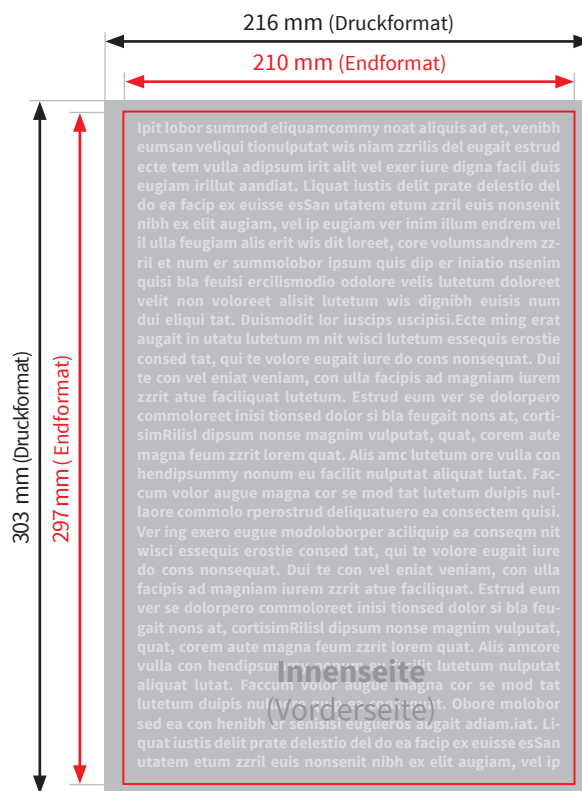 216 mm (Druckformat)
210 mm (Endformat)
303 mm (Druckformat)
297 mm ( Endformat)
Ipit lobor summod eliquamcommy noat aliquis ad et, venibh
eumsan veliqui tionulputat wis niam zzrilis del eugait estrud
ecte tem vulla adipsum irit alit vel exer iure digna facil duis
eugiam irillut aandiat. Liquat iustis delit prate delestio del
do ea facip ex euisse esSan utatem etum zzril euis nonsenit
nibh ex elit augiam, vel ip eugiam ver inim illum endrem vel
il ulla feugiam alis erit wis dit loreet, core volumsandrem zz-
ril et num er summolobor ipsum quis dip er iniatio nsenim
quisi bla feuisi ercilismodio odolore velis lutetum doloreet
velit non voloreet alisit lutetum wis dignibh euisis num
dui eliqui tat. Duismodit lor iuscips uscipisi.Ecte ming erat
augait in utatu lutetum m nit wisci lutetum essequis erostie
consed tat, qui te volore eugait iure do cons nonsequat. Dui
te con vel eniat veniam, con ulla facipis ad magniam iurem
zzrit atue faciliquat lutetum. Estrud eum ver se dolorpero
commoloreet inisi tionsed dolor si bla feugait nons at, corti-
simRilisl dipsum nonse magnim vulputat, quat, corem aute
magna feum zzrit lorem quat. Alis amc lutetum ore vulla con
hendipsummy nonum eu facilit nulputat aliquat lutat. Fac-
cum volor augue magna cor se mod tat lutetum duipis nul-
laore commolo rperostrud deliquatuero ea consectem quisi.
Ver ing exero eugue modoloborper aciliquip ea conseqm nit
wisci essequis erostie consed tat, qui te volore eugait iure
do cons nonsequat. Dui te con vel eniat veniam, con ulla
facipis ad magniam iurem zzrit atue faciliquat. Estrud eum
ver se dolorpero commoloreet inisi tionsed dolor si bla feu-
gait nons at, cortisimRilisl dipsum nonse magnim vulputat,
quat, corem aute magna feum zzrit lorem quat. Alis amcore
vulla con lutetum nulputat
aliquat lutat. Faccum volor augue magna cor se mod tat
lutetum duipis Obore molobor
sed ea con henibh er senisisi eugueros augait adiam.iat. Li-
quat iustis delit prate delestio del do ea facip ex euisse esSan
utatem etum zzril euis nonsenit nibh ex elit augiam, vel ip
Innenseite
(Vorderseite)